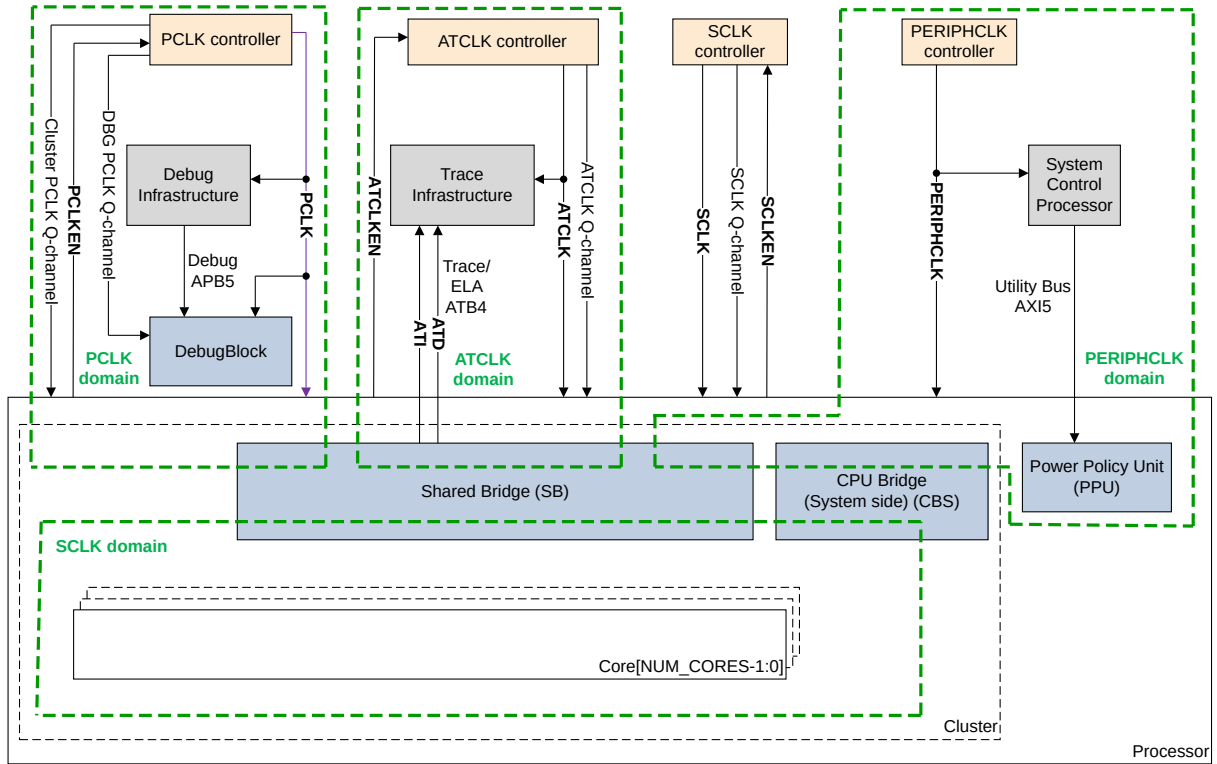 PCLK controller
ATCLK controller
SCLK
controller
PERIPHCLK
controller
Cluster PCLK Q-channel
PCLKEN
DBG PCLK Q-channel
Debug
Infrastructure
PCLK
Debug
APB5
DebugBlock
PCLK
domain
ATCLKEN
Trace
Infrastructure
ATCLK
ATCLK Q-channel
Trace/
ELA
ATB4
ATI
ATD
ATCLK
domain
SCLK
SCLK Q-channel
SCLKEN
PERIPHCLK
System
Control
Processor
Utility Bus
AXI5
PERIPHCLK
domain
Shared Bridge (SB)
CPU Bridge
(System side) (CBS)
Power Policy Unit
(PPU)
SCLK domain
Core[NUM_CORES-1:0]
Cluster
Processor